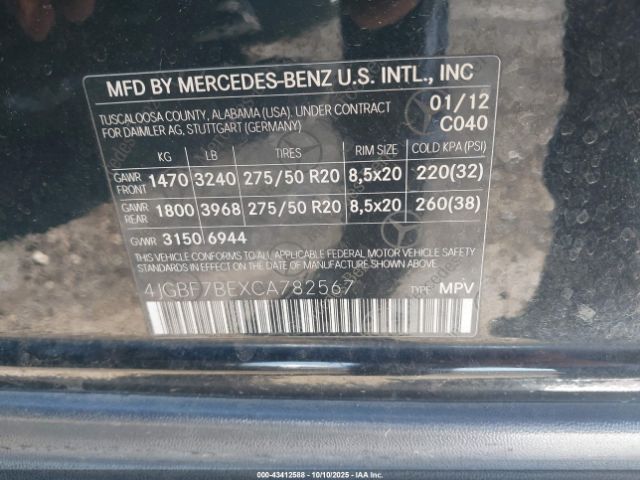 MFD BY MERCEDES-BENZ U.S. INTL., INC
TUSCALOOSA COUNTY, ALABAMA (USA). UNDER CONTRACT 01/12
FOR DAIMLER AG, STUTTGART (GERMANY) C040
KG LB TIRES RIM SIZE COLD KPA (PSI)
GAWR FRONT 1470 3240 275/50 R20 8,5x20 220(32)
GAWR REAR 1800 3968 275/50 R20 8,5x20 260(38)
GVWR 3150 6944
THIS VEHICLE CONFORMS TO ALL APPLICABLE FEDERAL MOTOR VEHICLE SAFETY
STANDARDS IN EFFECT ON THE DATE OF MANUFACTURE SHOWN ABOVE.
4JGBF7BEXCA782567 TYPE: MPV
00-43412588 - 10/10/2025 - IAA Inc.